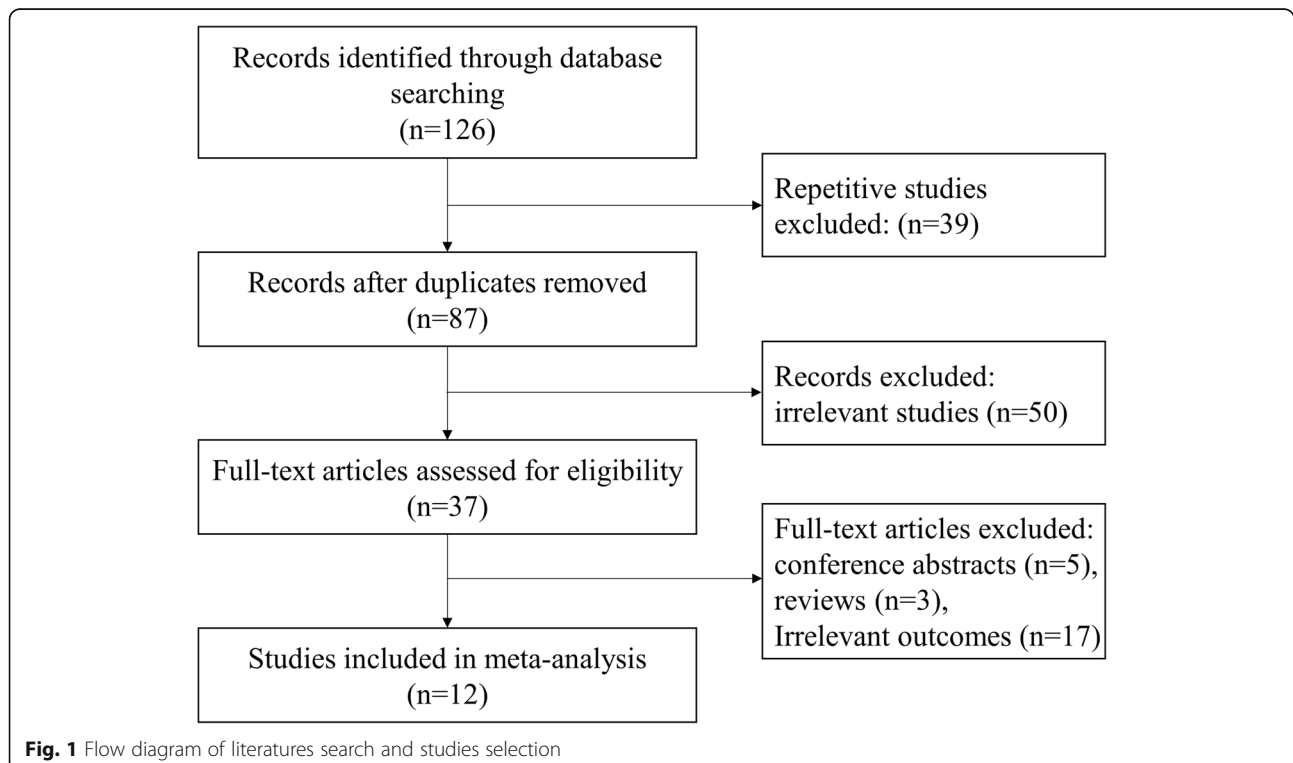 Records identified through database
searching
(n=126)
Repetitive studies
excluded: (n=39)
Records after duplicates removed
(n=87)
Records excluded:
irrelevant studies (n=50)
Full-text articles assessed for eligibility
(n=37)
Full-text articles excluded:
conference abstracts (n=5),
reviews (n=3),
Irrelevant outcomes (n=17)
Studies included in meta-analysis
(n=12)
Fig. 1 Flow diagram of literatures search and studies selection